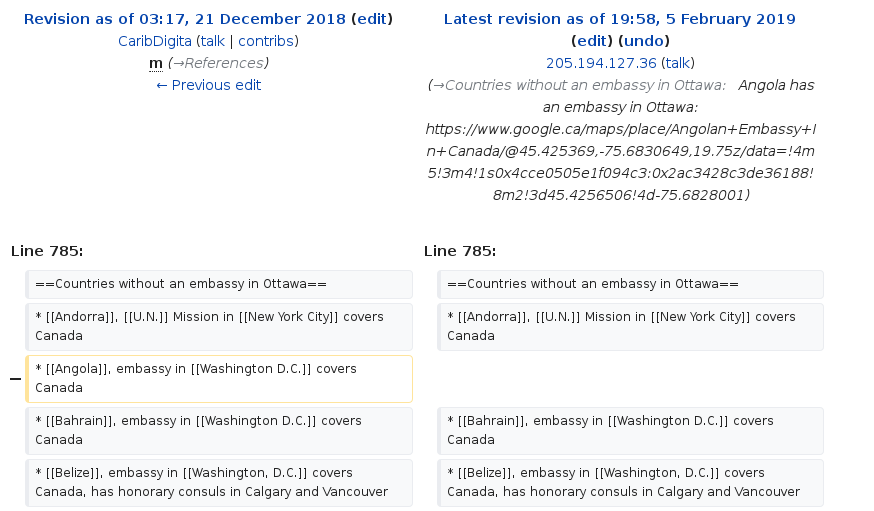 Revision as of 03:17, 21 December 2018 (edit)
CaribDigita (talk | contribs)
m (→References)
← Previous edit
Latest revision as of 19:58, 5 February 2019
(edit) (undo)
205.194.127.36 (talk)
(→Countries without an embassy in Ottawa: Angola has
an embassy in Ottawa:
https://www.google.ca/maps/place/Angolan+Embassy+I
n+Canada/@45.425369,-75.6830649,19.75z/data=!4m
5!3m4!1s0x4cce0505e1f094c3:0x2ac3428c3de36188!
8m2!3d45.4256506!4d-75.6828001)
Line 785:
Line 785:
==Countries without an embassy in Ottawa==
==Countries without an embassy in Ottawa==
* [[Andorra]], [[U.N.]] Mission in [[New York City]] covers
Canada
* [[Andorra]], [[U.N.]] Mission in [[New York City]] covers
Canada
− * [[Angola]], embassy in [[Washington D.C.]] covers
Canada
* [[Bahrain]], embassy in [[Washington D.C.]] covers
Canada
* [[Bahrain]], embassy in [[Washington D.C.]] covers
Canada
* [[Belize]], embassy in [[Washington, D.C.]] covers
Canada, has honorary consuls in Calgary and Vancouver
* [[Belize]], embassy in [[Washington, D.C.]] covers
Canada, has honorary consuls in Calgary and Vancouver